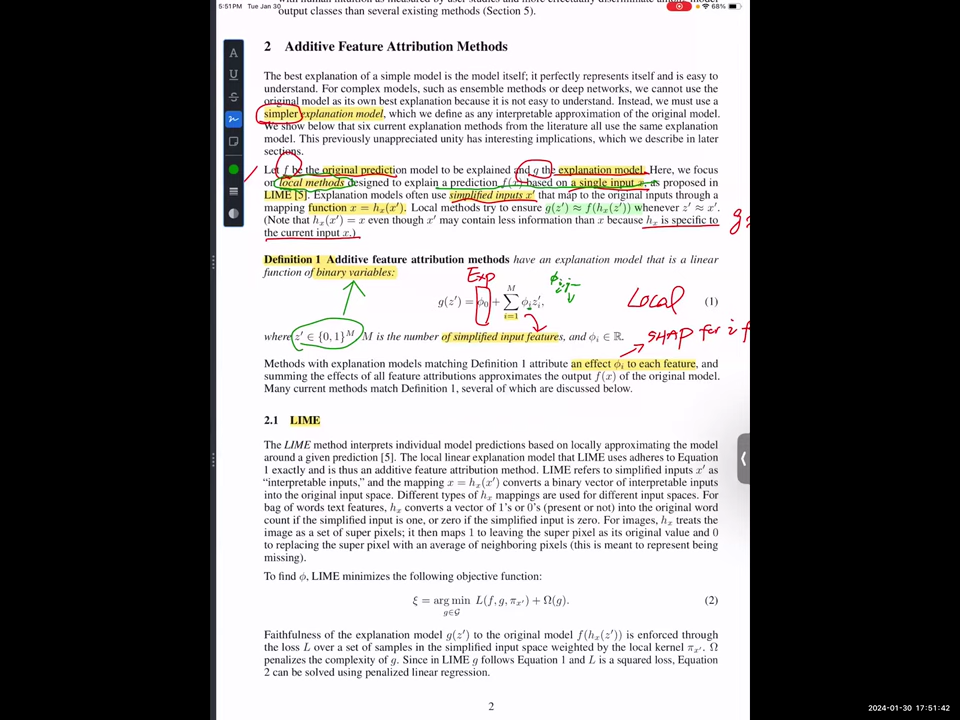 with human intuition as measured by user studies and more effectually discriminate among model
output classes than several existing methods (Section 5).
5:51PM Tue Jan 30
68%
2 Additive Feature Attribution Methods
The best explanation of a simple model is the model itself; it perfectly represents itself and is easy to
understand. For complex models, such as ensemble methods or deep networks, we cannot use the
original model as its own best explanation because it is not easy to understand. Instead, we must use a
simpler explanation model, which we define as any interpretable approximation of the original model.
We show below that six current explanation methods from the literature all use the same explanation
model. This previously unappreciated unity has interesting implications, which we describe in later
sections.
Let f be the original prediction model to be explained and g the explanation model. Here, we focus
on local methods designed to explain a prediction f(x) based on a single input x, as proposed in
LIME [5]. Explanation models often use simplified inputs x′ that map to the original inputs through a
mapping function x = hₓ(x′). Local methods try to ensure g(z′) ≈ f(hₓ(z′)) whenever z′ ≈ x′.
(Note that hₓ(x′) = x even though x′ may contain less information than x because hₓ is specific to
the current input x.)
g
Definition 1 Additive feature attribution methods have an explanation model that is a linear
function of binary variables:
Exp
ϕi,j
g(z′) = ϕ₀ + Σ_{i=1}^{M} ϕᵢz′ᵢ, (1)
Local
where z′ ∈ {0, 1}^M, M is the number of simplified input features, and ϕᵢ ∈ ℝ.
SHAP for i f
Methods with explanation models matching Definition 1 attribute an effect ϕᵢ to each feature, and
summing the effects of all feature attributions approximates the output f(x) of the original model.
Many current methods match Definition 1, several of which are discussed below.
2.1 LIME
The LIME method interprets individual model predictions based on locally approximating the model
around a given prediction [5]. The local linear explanation model that LIME uses adheres to Equation
1 exactly and is thus an additive feature attribution method. LIME refers to simplified inputs x′ as
“interpretable inputs,” and the mapping x = hₓ(x′) converts a binary vector of interpretable inputs
into the original input space. Different types of hₓ mappings are used for different input spaces. For
bag of words text features, hₓ converts a vector of 1’s or 0’s (present or not) into the original word
count if the simplified input is one, or zero if the simplified input is zero. For images, hₓ treats the
image as a set of super pixels; it then maps 1 to leaving the super pixel as its original value and 0
to replacing the super pixel with an average of neighboring pixels (this is meant to represent being
missing).
To find ϕ, LIME minimizes the following objective function:
ξ = arg min_{g∈𝒢} L(f, g, π_{x′}) + Ω(g). (2)
Faithfulness of the explanation model g(z′) to the original model f(hₓ(z′)) is enforced through
the loss L over a set of samples in the simplified input space weighted by the local kernel π_{x′}. Ω
penalizes the complexity of g. Since in LIME g follows Equation 1 and L is a squared loss, Equation
2 can be solved using penalized linear regression.
2
2024-01-30 17:51:42